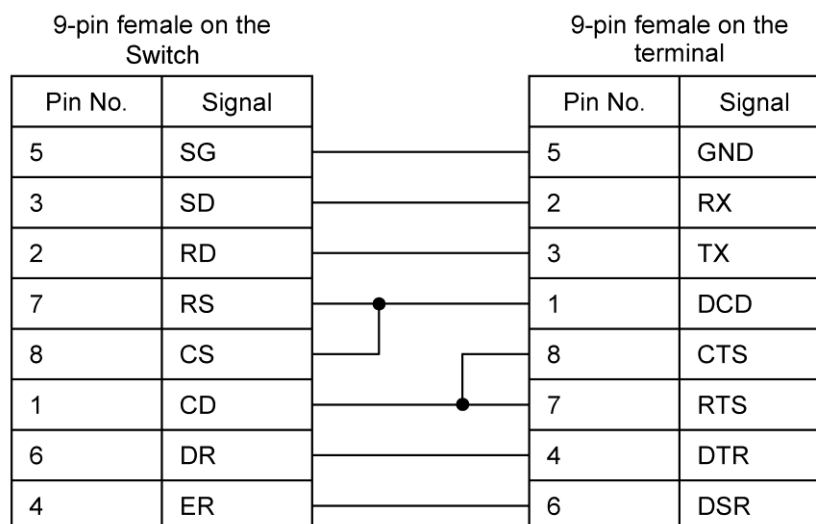 9-pin female on the
Switch
9-pin female on the
terminal
Pin No. Signal Pin No. Signal
5 SG 5 GND
3 SD 2 RX
2 RD 3 TX
7 RS 1 DCD
8 CS 8 CTS
1 CD 7 RTS
6 DR 4 DTR
4 ER 6 DSR